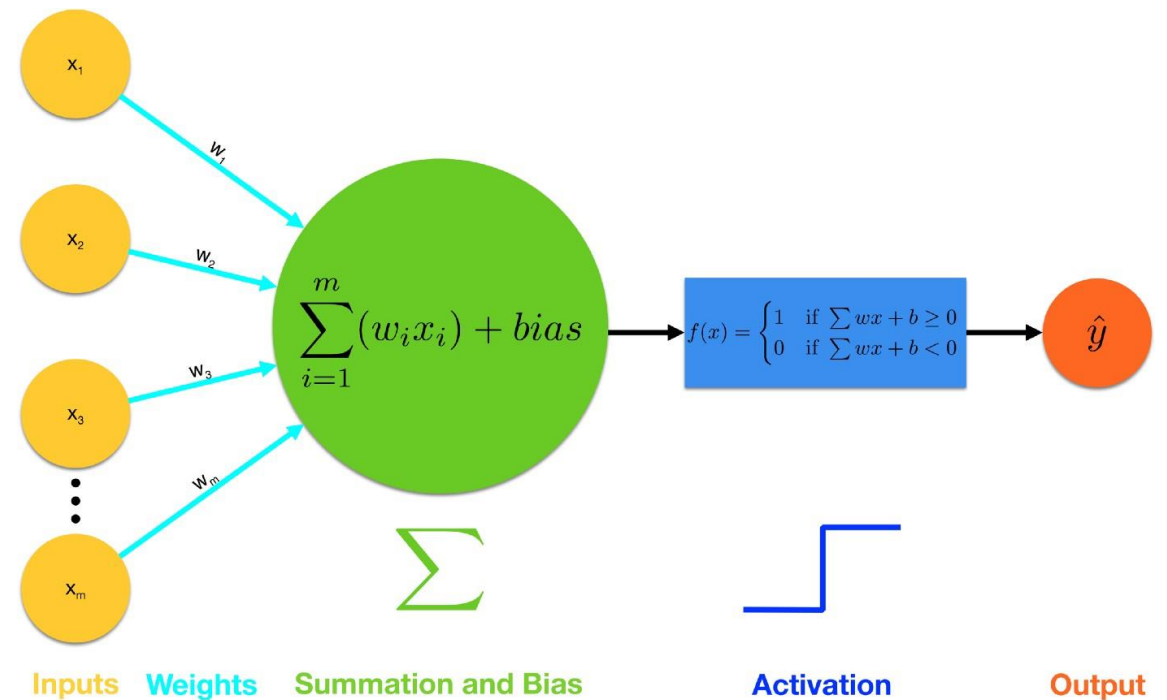 x₁
w₁
x₂
w₂
m
∑(wᵢxᵢ) + bias
i=1
f(x) = { 1 if ∑ wx + b ≥ 0
0 if ∑ wx + b < 0
ŷ
w₃
x₃
wₘ
xₘ
∑
Inputs Weights Summation and Bias Activation Output